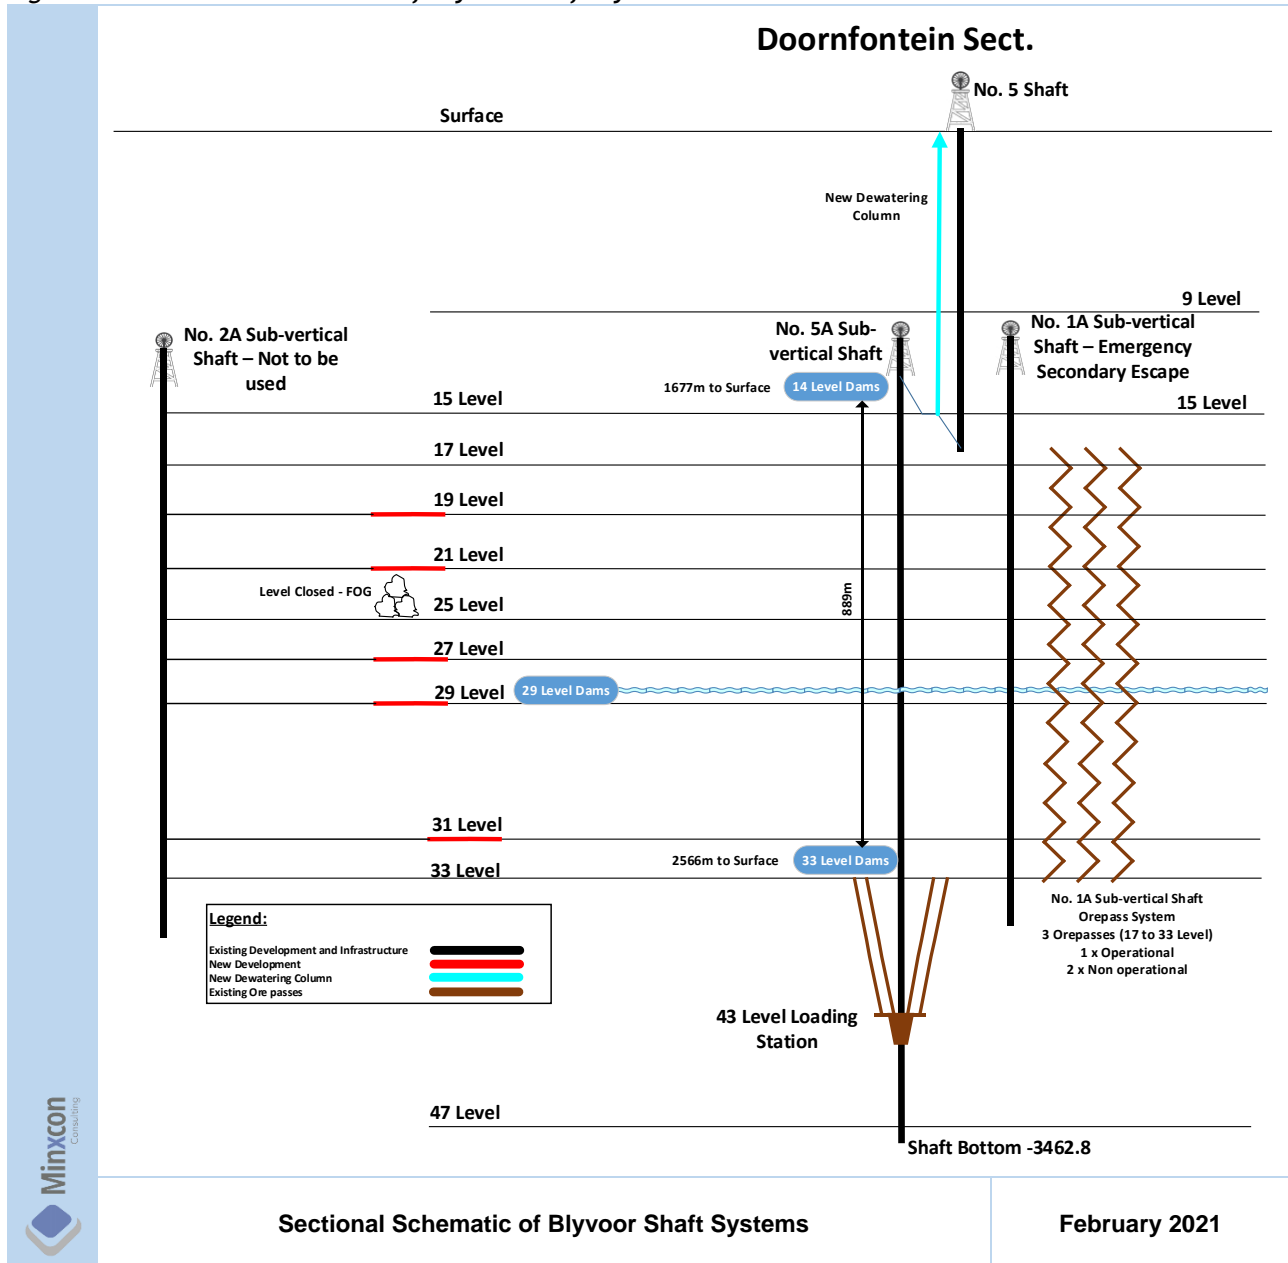 Doornfontein Sect.
No. 5 Shaft
Surface
New Dewatering
Column
9 Level
No. 2A Sub-vertical
Shaft – Not to be
used
No. 5A Sub-
vertical Shaft
No. 1A Sub-vertical
Shaft – Emergency
Secondary Escape
1677m to Surface
14 Level Dams
15 Level
15 Level
17 Level
19 Level
21 Level
Level Closed - FOG
25 Level
889m
27 Level
29 Level
29 Level Dams
31 Level
2566m to Surface
33 Level Dams
33 Level
No. 1A Sub-vertical Shaft
Orepass System
3 Orepasses (17 to 33 Level)
1 x Operational
2 x Non operational
Legend:
Existing Development and Infrastructure
New Development
New Dewatering Column
Existing Ore passes
43 Level Loading
Station
47 Level
Shaft Bottom -3462.8
Minxcon
Consulting
Sectional Schematic of Blyvoor Shaft Systems
February 2021